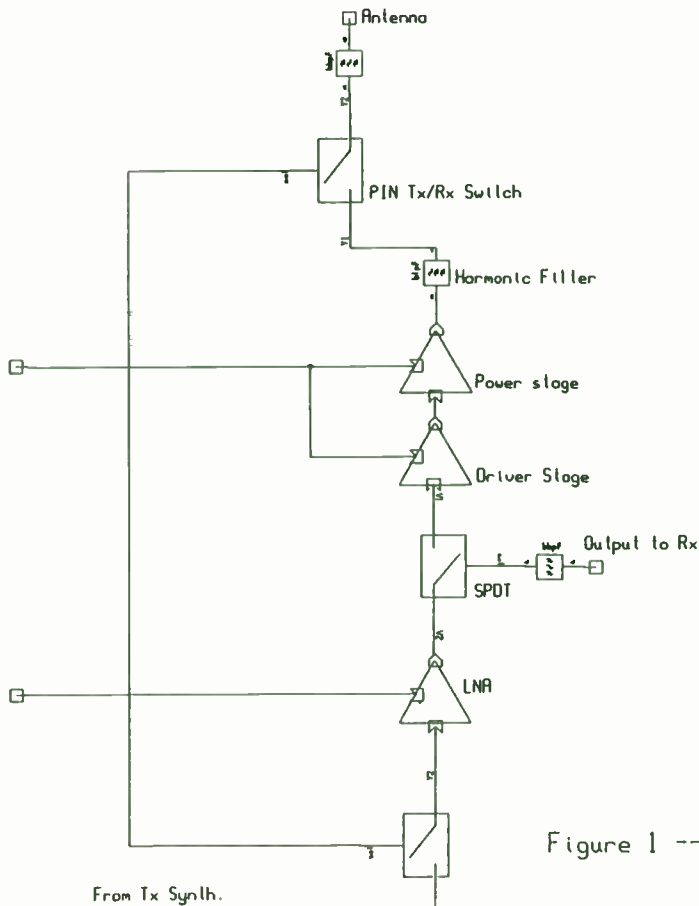 Antenna
PIN Tx/Rx Switch
Harmonic Filter
Power stage
Driver Stage
Output to Rx
SPDT
LNA
Figure 1 --
From Tx Synth.